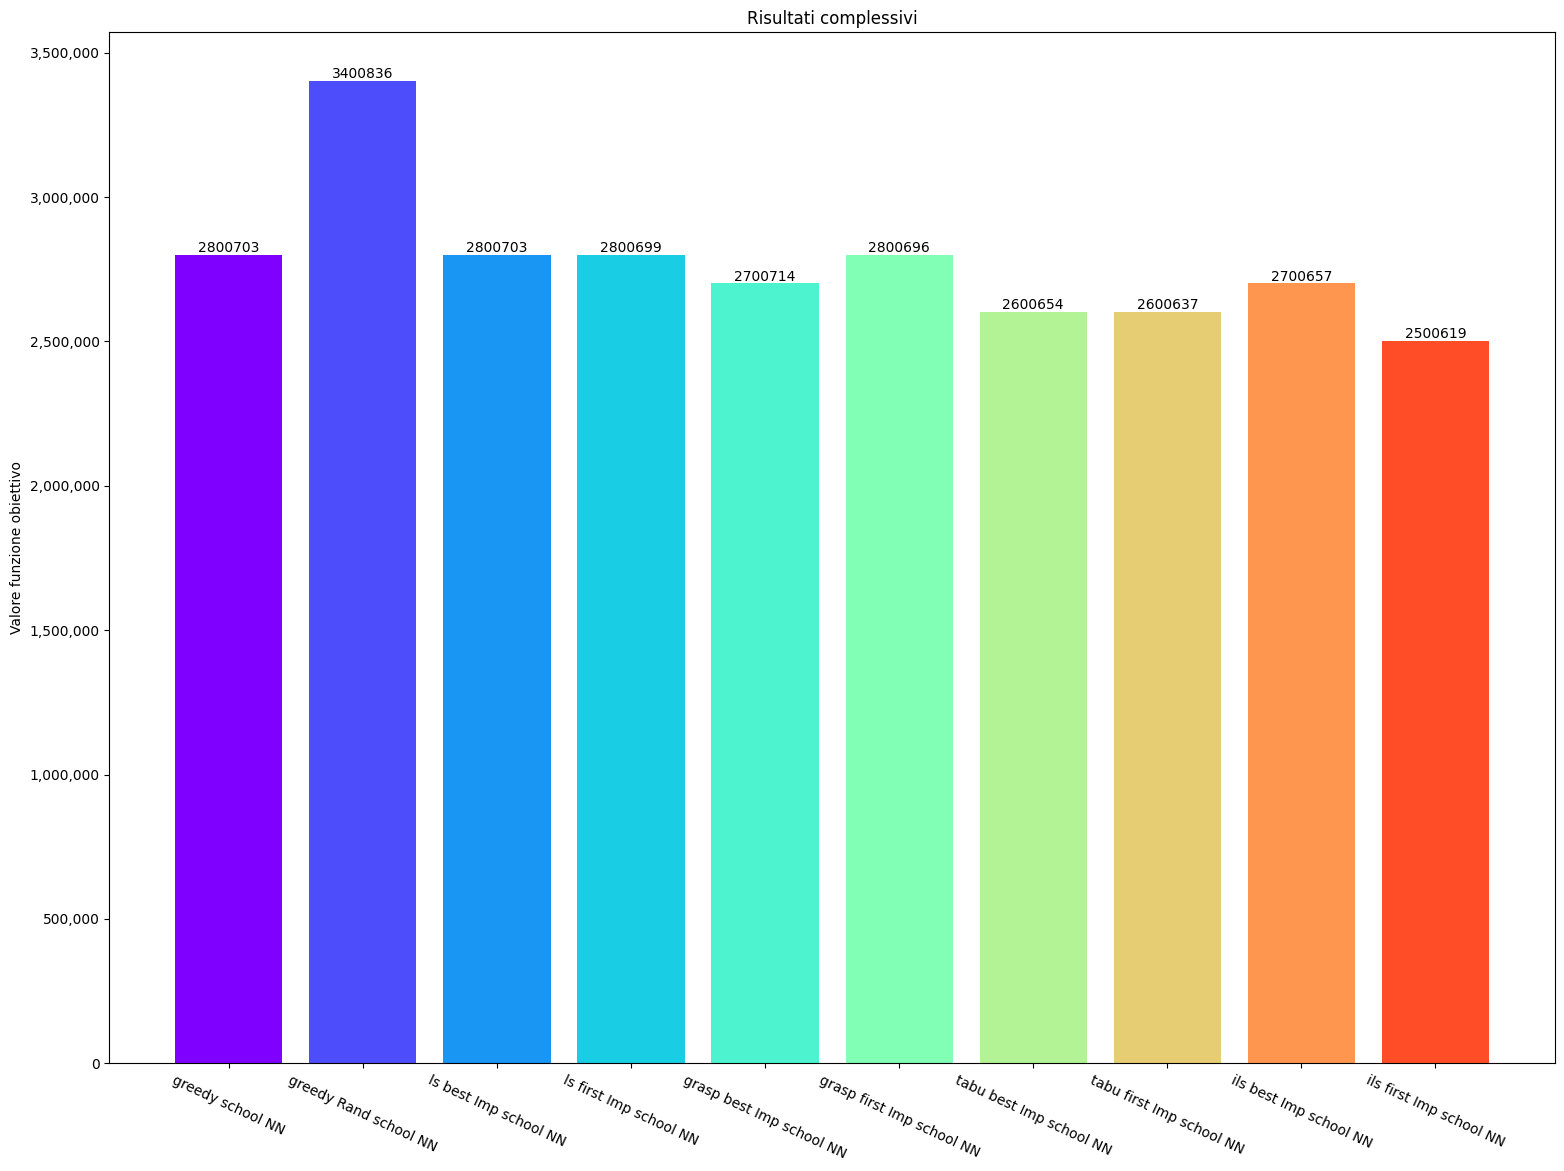 Risultati complessivi
Valore funzione obiettivo
3,500,000
3,000,000
2,500,000
2,000,000
1,500,000
1,000,000
500,000
0
2800703
3400836
2800703
2800699
2700714
2800696
2600654
2600637
2700657
2500619
greedy school NN
greedy Rand school NN
ls best Imp school NN
ls first Imp school NN
grasp best Imp school NN
grasp first Imp school NN
tabu best Imp school NN
tabu first Imp school NN
ils best Imp school NN
ils first Imp school NN